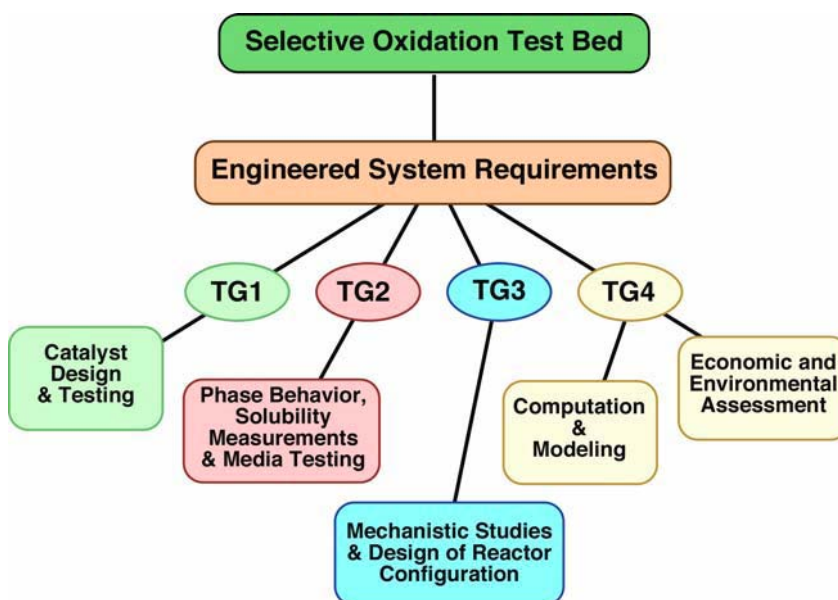 Selective Oxidation Test Bed
Engineered System Requirements
TG1
TG2
TG3
TG4
Catalyst
Design
& Testing
Phase Behavior,
Solubility
Measurements
& Media Testing
Mechanistic Studies
& Design of Reactor
Configuration
Computation
&
Modeling
Economic and
Environmental
Assessment